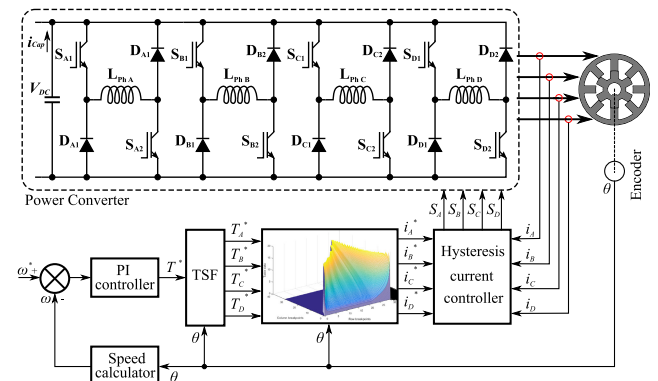 i_Cap
V_DC
S_A1
D_A1
S_B1
D_B2
S_C1
D_C2
S_D1
D_D2
L_Ph A
L_Ph B
L_Ph C
L_Ph D
D_A1
S_A2
D_B1
S_B2
D_C1
S_C2
D_D1
S_D2
Power Converter
Encoder
θ
S_A S_B S_C S_D
ω* +
ω -
PI
controller
T*
TSF
T_A*
T_B*
T_C*
T_D*
i_A*
i_B*
i_C*
i_D*
Hysteresis
current
controller
i_A
i_B
i_C
i_D
θ
θ
Speed
calculator
θ